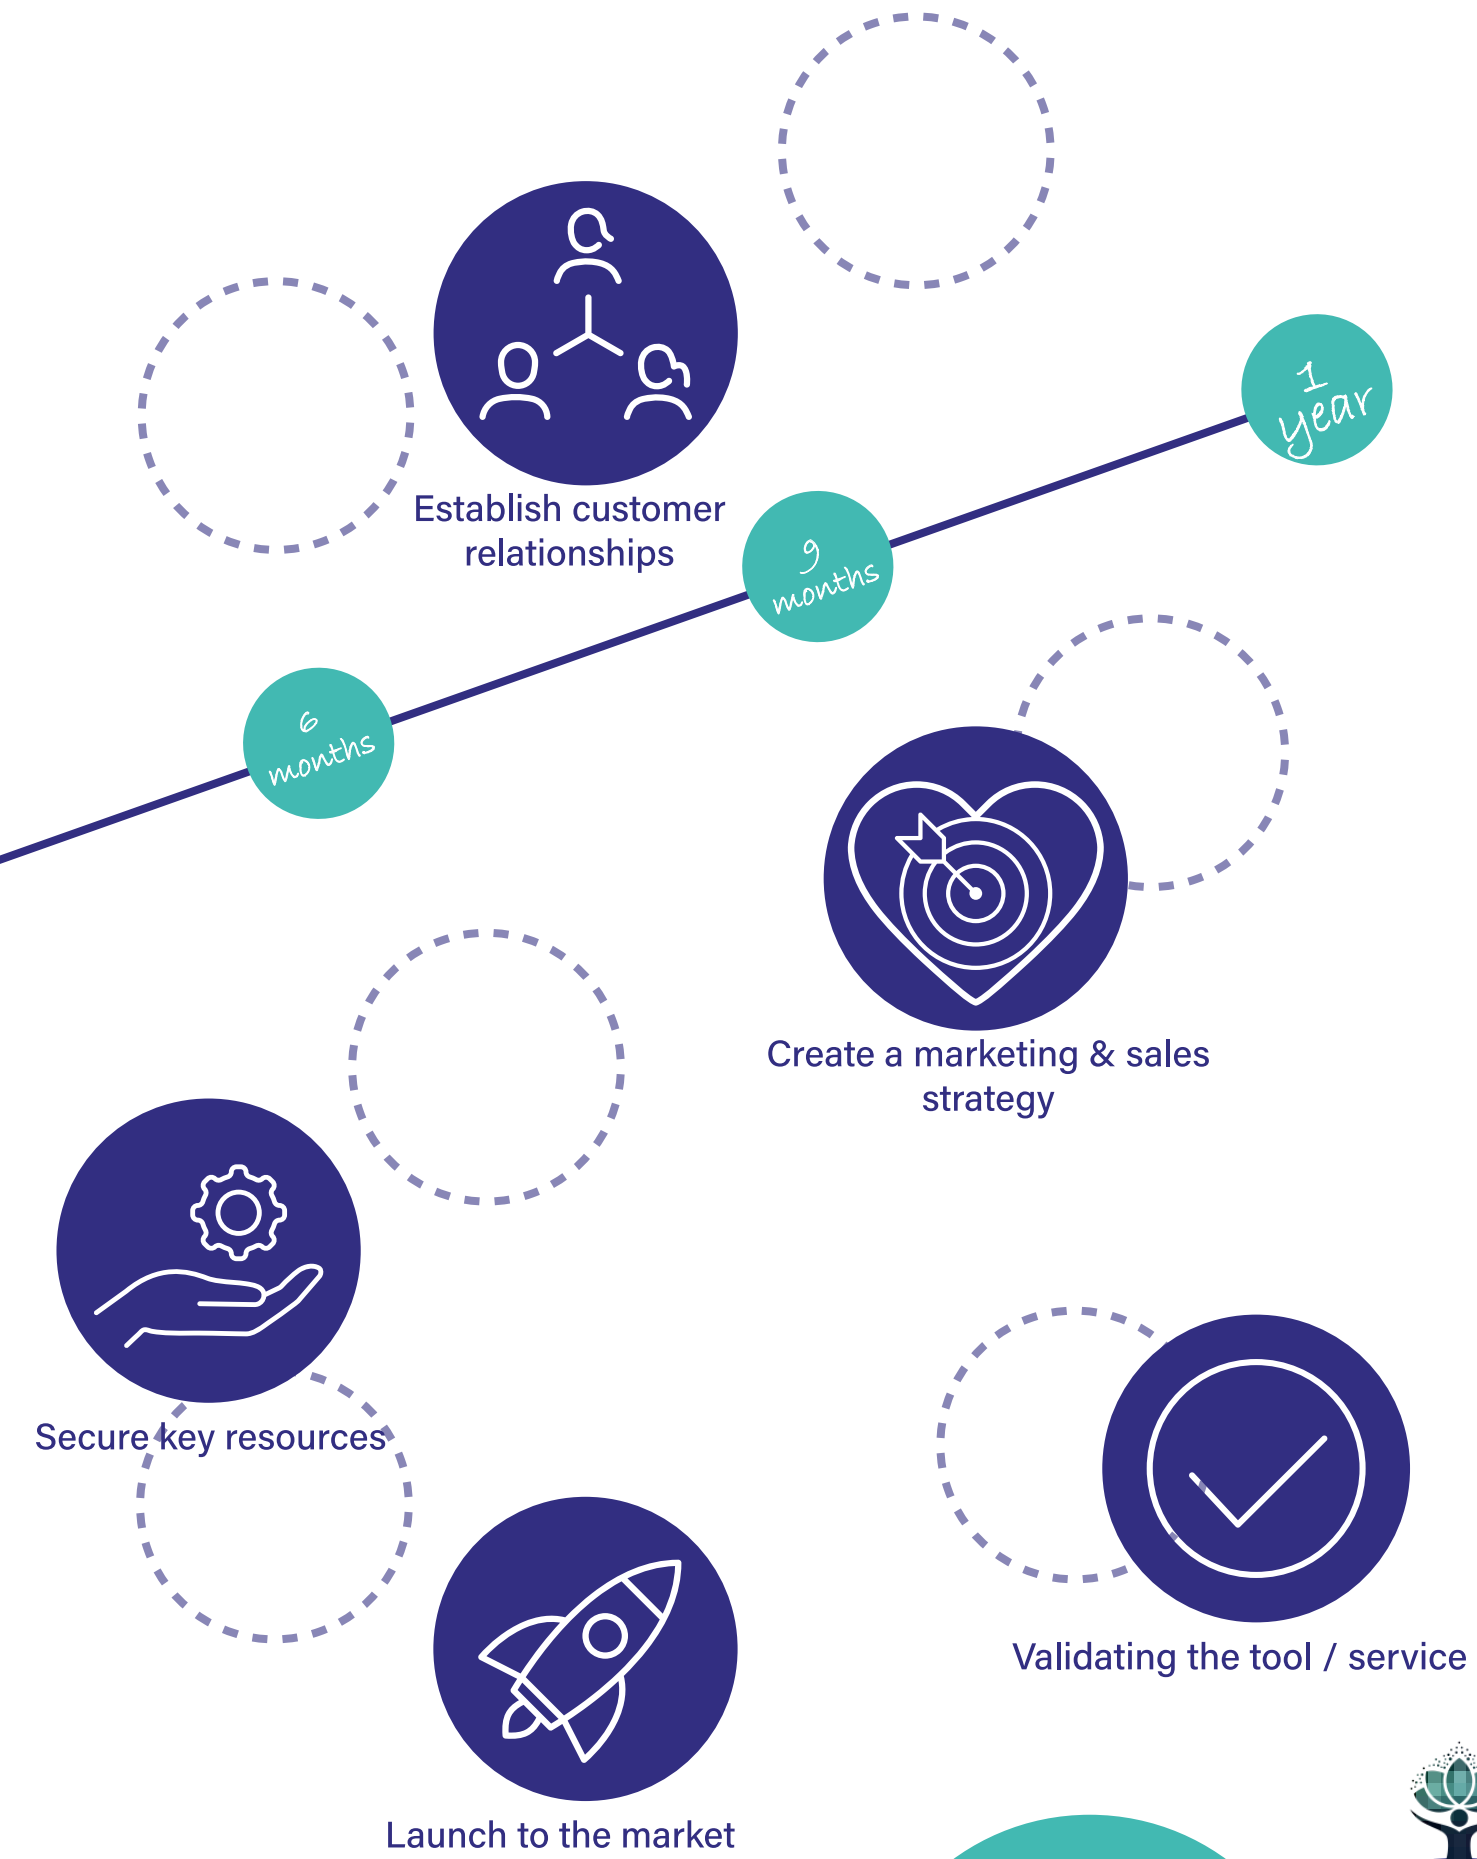 Establish customer
relationships
1
year
9
months
6
months
Create a marketing & sales
strategy
Secure key resources
Validating the tool / service
Launch to the market